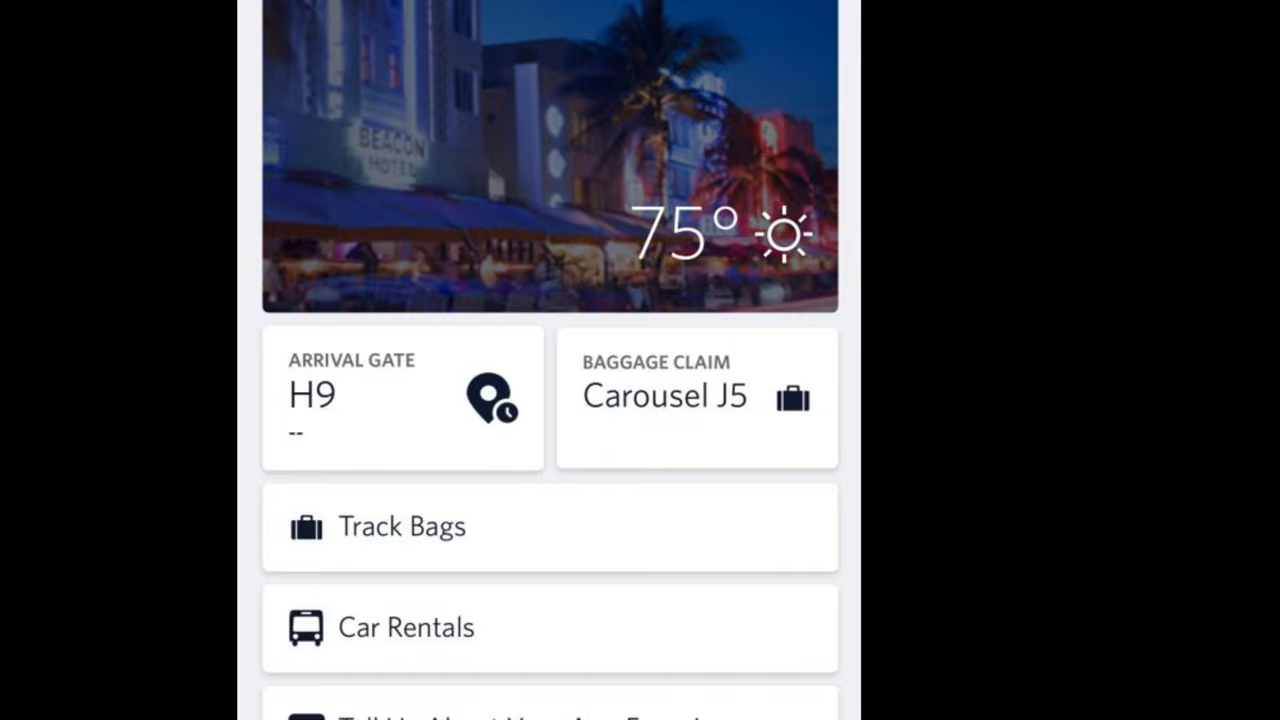 BEACON
HOTEL
75°
ARRIVAL GATE
H9
--
BAGGAGE CLAIM
Carousel J5
Track Bags
Car Rentals